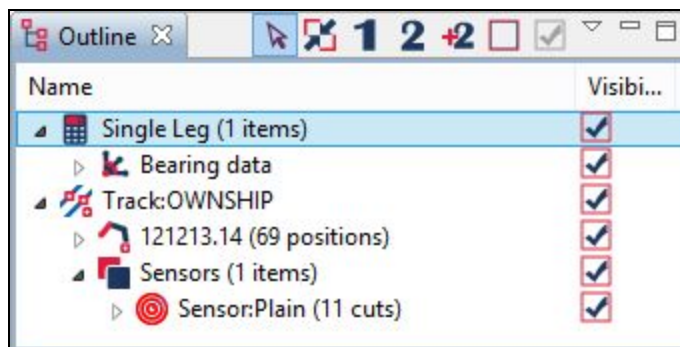 Outline
1 2 +2
Name Visibi...
Single Leg (1 items)
Bearing data
Track:OWNSHIP
121213.14 (69 positions)
Sensors (1 items)
Sensor:Plain (11 cuts)